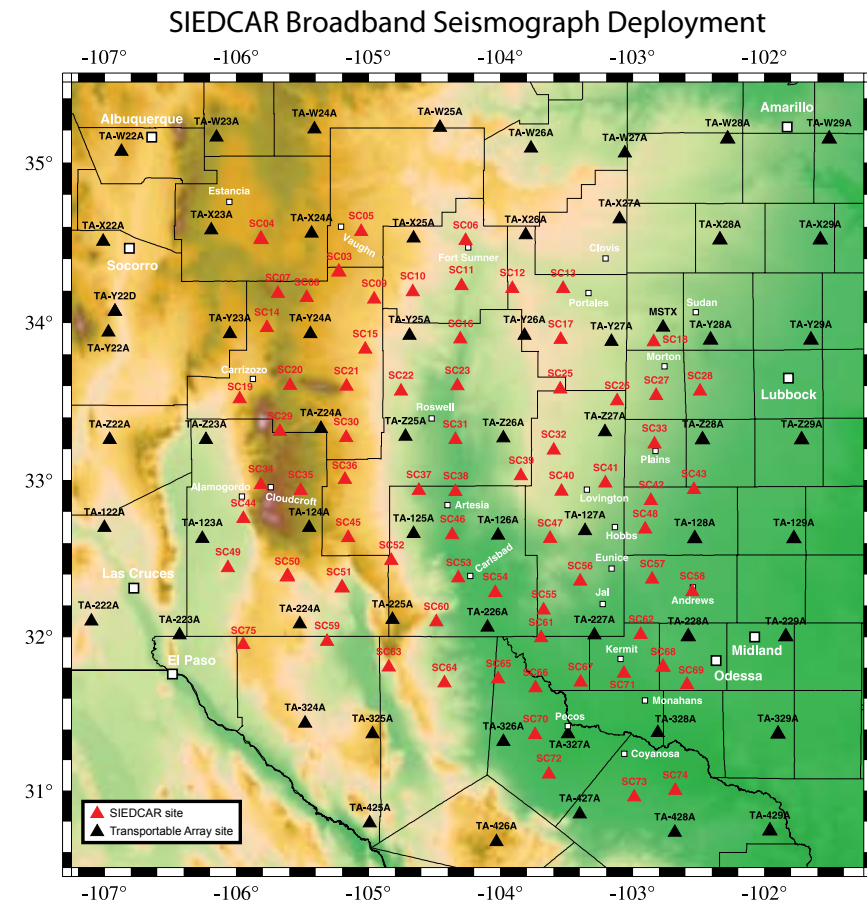 SIEDCAR Broadband Seismograph Deployment
-107° -106° -105° -104° -103° -102°
Albuquerque
Amarillo
TA-W22A TA-W23A TA-W24A TA-W25A TA-W26A TA-W27A TA-W28A TA-W29A
35°
Estancia
TA-X22A TA-X23A SC04 TA-X24A SC05 TA-X25A SC06 TA-X26A TA-X27A TA-X28A TA-X29A
Vaughn
Fort Sumner
Clovis
Socorro
SC03
SC07 SC08 SC09 SC10 SC11 SC12 SC13
Portales
TA-Y22D
Sudan
MSTX
34°
TA-Y22A TA-Y23A SC14 TA-Y24A SC15 TA-Y25A SC16 TA-Y26A SC17 TA-Y27A SC18 TA-Y28A TA-Y29A
Morton
Carrizozo
SC19 SC20 SC21 SC22 SC23 SC25 SC26 SC27 SC28
Lubbock
Roswell
TA-Z22A TA-Z23A SC29 TA-Z24A SC30 TA-Z25A SC31 TA-Z26A SC32 TA-Z27A SC33 TA-Z28A TA-Z29A
Plains
33°
SC34 SC35 SC36 SC37 SC38 SC39 SC40 SC41 SC42 SC43
Alamogordo
Cloudcroft
Artesia
Lovington
SC44
TA-122A TA-123A TA-124A SC45 TA-125A SC46 TA-126A SC47 TA-127A SC48 TA-128A TA-129A
Hobbs
SC49 SC50 SC51 SC52 SC53 SC54 SC55 SC56 SC57 SC58
Carlsbad
Eunice
Las Cruces
Jal
Andrews
TA-222A TA-223A TA-224A TA-225A SC60 TA-226A SC61 TA-227A SC62 TA-228A TA-229A
32°
SC75 SC59
Midland
El Paso
Kermit
Odessa
SC63 SC64 SC65 SC66 SC67 SC71 SC68 SC69
Monahans
Pecos
TA-324A TA-325A TA-326A SC70 TA-327A TA-328A TA-329A
Coyanosa
SC72 SC73 SC74
31°
SIEDCAR site
Transportable Array site
TA-425A TA-426A TA-427A TA-428A TA-429A
-107° -106° -105° -104° -103° -102°